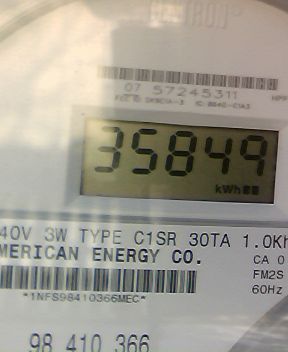 CENTRON®
07 57245311
35849
kWh
40V 3W TYPE C1SR 30TA 1.0Kh
MERICAN ENERGY CO.
CA 0
FM2S
*1NFS98410366MEC*
60Hz
98 410 366